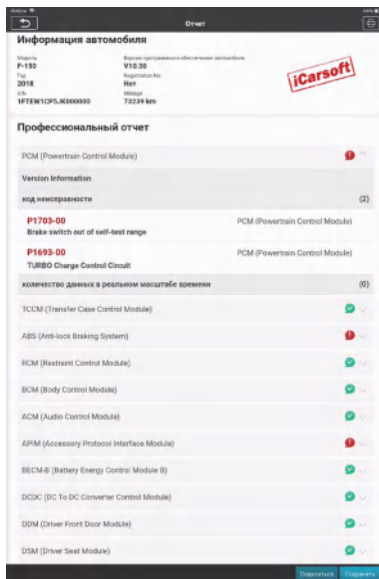 Отчет
Информация автомобиля
Модель
F-150
Версия программного обеспечения автомобиля
V10.30
Год
2018
Registration No.
VIN
1FTEW1CP5JK000000
Mileage
73239 km
iCarsoft
Профессиональный отчет
PCM (Powertrain Control Module)
Version Information
код неисправности (2)
P1703-00 PCM (Powertrain Control Module)
Brake switch out of self-test range
P1693-00 PCM (Powertrain Control Module)
TURBO Charge Control Circuit
количество данных в реальном масштабе времени (0)
TCCM (Transfer Case Control Module)
ABS (Anti-lock Braking System)
RCM (Restraint Control Module)
BCM (Body Control Module)
ACM (Audio Control Module)
APIM (Accessory Protocol Interface Module)
BECM-B (Battery Energy Control Module B)
DCDC (DC To DC Converter Control Module)
DDM (Driver Front Door Module)
DSM (Driver Seat Module)
Поделиться Сохранить